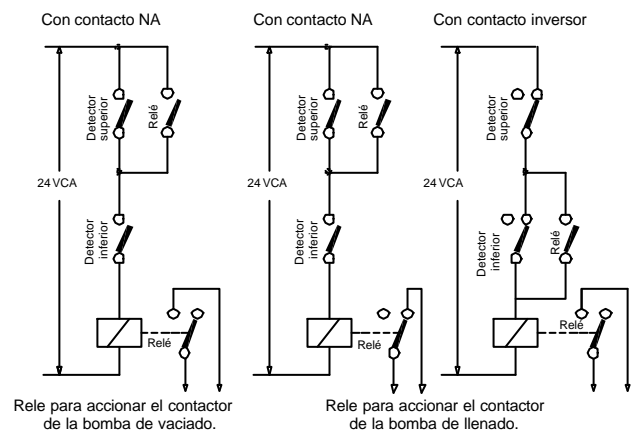 Con contacto NA
Con contacto NA
Con contacto inversor
Detector
superior
Relé
Detector
superior
Relé
Detector
superior
24 VCA
24 VCA
24 VCA
Detector
inferior
Detector
inferior
Detector
inferior
Relé
Relé
Relé
Relé
Rele para accionar el contactor
de la bomba de vaciado.
Rele para accionar el contactor
de la bomba de llenado.